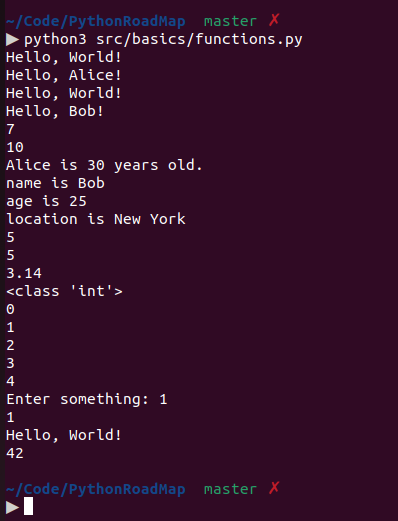 ~/Code/PythonRoadMap master ✗
▶ python3 src/basics/functions.py
Hello, World!
Hello, Alice!
Hello, World!
Hello, Bob!
7
10
Alice is 30 years old.
name is Bob
age is 25
location is New York
5
5
3.14
<class 'int'>
0
1
2
3
4
Enter something: 1
1
Hello, World!
42
~/Code/PythonRoadMap master ✗
▶